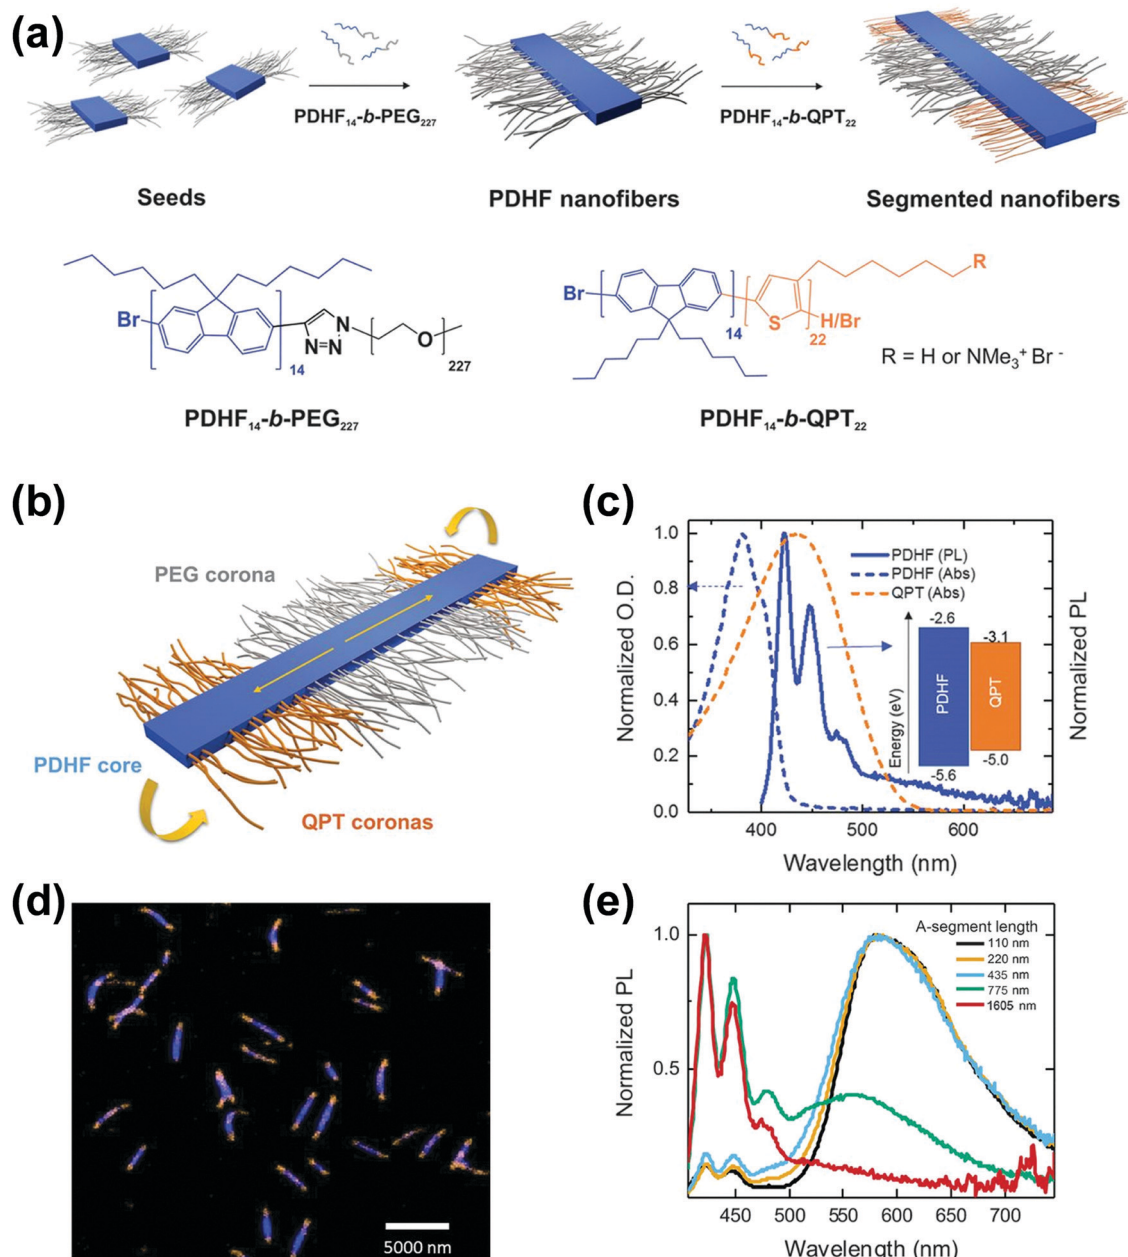 (a)
PDHF₁₄-b-PEG₂₂₇
PDHF₁₄-b-QPT₂₂
Seeds
PDHF nanofibers
Segmented nanofibers
Br
14
N
N=N
O
227
PDHF₁₄-b-PEG₂₂₇
Br
14
S
22
H/Br
R
R = H or NMe₃⁺ Br⁻
PDHF₁₄-b-QPT₂₂
(b)
PEG corona
PDHF core
QPT coronas
(c)
Normalized O.D.
1.0
0.8
0.6
0.4
0.2
0.0
PDHF (PL)
PDHF (Abs)
QPT (Abs)
Energy (eV)
-2.6
-3.1
PDHF
QPT
-5.6
-5.0
Normalized PL
400
500
600
Wavelength (nm)
(d)
5000 nm
(e)
Normalized PL
1.0
0.5
A-segment length
110 nm
220 nm
435 nm
775 nm
1605 nm
450
500
550
600
650
700
Wavelength (nm)